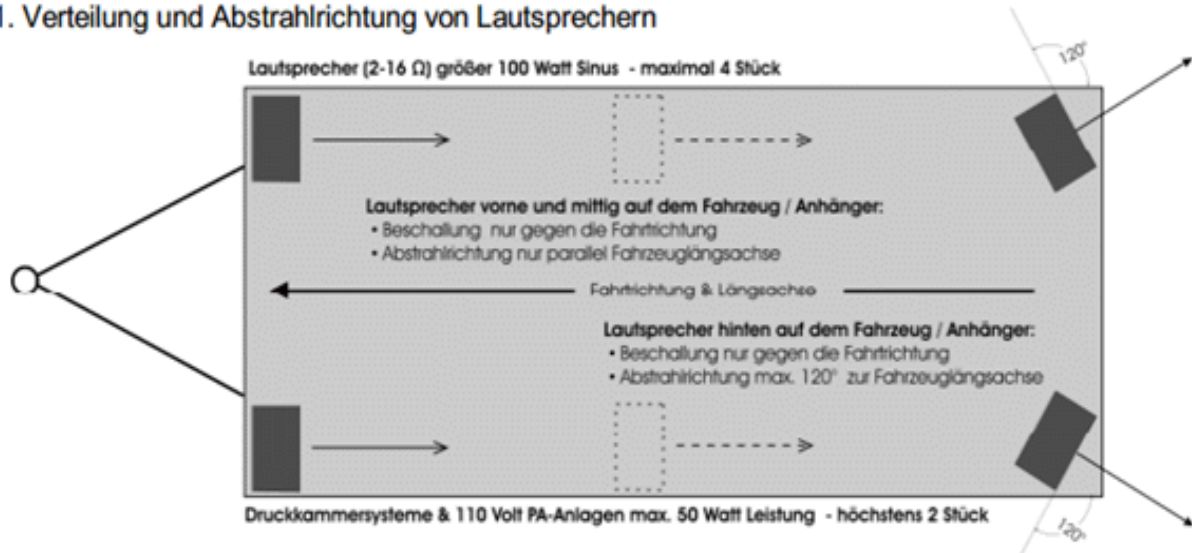 1. Verteilung und Abstrahlrichtung von Lautsprechern
120°
Lautsprecher (2-16 Ω) größer 100 Watt Sinus - maximal 4 Stück
Lautsprecher vorne und mittig auf dem Fahrzeug / Anhänger:
• Beschallung nur gegen die Fahrtrichtung
• Abstrahlrichtung nur parallel Fahrzeuglängsachse
Fahrtrichtung & Längsachse
Lautsprecher hinten auf dem Fahrzeug / Anhänger:
• Beschallung nur gegen die Fahrtrichtung
• Abstrahlrichtung max. 120° zur Fahrzeuglängsachse
Druckkammersysteme & 110 Volt PA-Anlagen max. 50 Watt Leistung - höchstens 2 Stück
120°